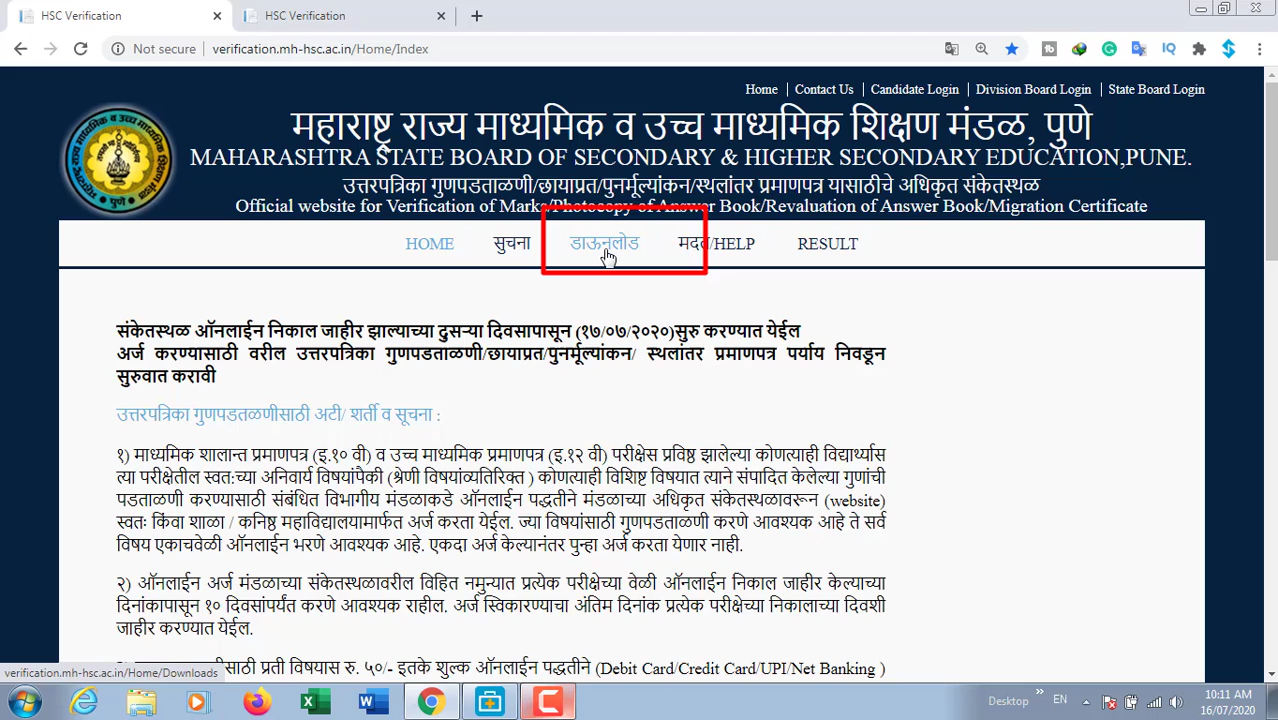 HSC Verification
HSC Verification
Not secure
verification.mh-hsc.ac.in/Home/Index
Home Contact Us Candidate Login Division Board Login State Board Login
महाराष्ट्र राज्य माध्यमिक व उच्च माध्यमिक शिक्षण मंडळ, पुणे
MAHARASHTRA STATE BOARD OF SECONDARY & HIGHER SECONDARY EDUCATION,PUNE.
उत्तरपत्रिका गुणपडताळणी/छायाप्रत/पुनर्मूल्यांकन/स्थलांतर प्रमाणपत्र यासाठीचे अधिकृत संकेतस्थळ
Official website for Verification of Marks/Photocopy of Answer Book/Revaluation of Answer Book/Migration Certificate
HOME सुचना डाऊनलोड मदत/HELP RESULT
संकेतस्थळ ऑनलाईन निकाल जाहीर झाल्याच्या दुसऱ्या दिवसापासून (१७/०७/२०२०)सुरु करण्यात येईल
अर्ज करण्यासाठी वरील उत्तरपत्रिका गुणपडताळणी/छायाप्रत/पुनर्मूल्यांकन/ स्थलांतर प्रमाणपत्र पर्याय निवडून
सुरुवात करावी
उत्तरपत्रिका गुणपडतळणीसाठी अटी/ शर्ती व सूचना :
१) माध्यमिक शालान्त प्रमाणपत्र (इ.१० वी) व उच्च माध्यमिक प्रमाणपत्र (इ.१२ वी) परीक्षेस प्रविष्ठ झालेल्या कोणत्याही विद्यार्थ्यास
त्या परीक्षेतील स्वत:च्या अनिवार्य विषयांपैकी (श्रेणी विषयांव्यतिरिक्त ) कोणत्याही विशिष्ट विषयात त्याने संपादित केलेल्या गुणांची
पडताळणी करण्यासाठी संबंधित विभागीय मंडळाकडे ऑनलाईन पद्धतीने मंडळाच्या अधिकृत संकेतस्थळावरून (website)
स्वतः किंवा शाळा / कनिष्ठ महाविद्यालयामार्फत अर्ज करता येईल. ज्या विषयांसाठी गुणपडताळणी करणे आवश्यक आहे ते सर्व
विषय एकाचवेळी ऑनलाईन भरणे आवश्यक आहे. एकदा अर्ज केल्यानंतर पुन्हा अर्ज करता येणार नाही.
२) ऑनलाईन अर्ज मंडळाच्या संकेतस्थळावरील विहित नमुन्यात प्रत्येक परीक्षेच्या वेळी ऑनलाईन निकाल जाहीर केल्याच्या
दिनांकापासून १० दिवसांपर्यंत करणे आवश्यक राहील. अर्ज स्विकारण्याचा अंतिम दिनांक प्रत्येक परीक्षेच्या निकालाच्या दिवशी
जाहीर करण्यात येईल.
प्रती विषयास रु. ५०/- इतके शुल्क ऑनलाईन पद्धतीने (Debit Card/Credit Card/UPI/Net Banking )
verification.mh-hsc.ac.in/Home/Downloads
Desktop EN 10:11 AM
16/07/2020